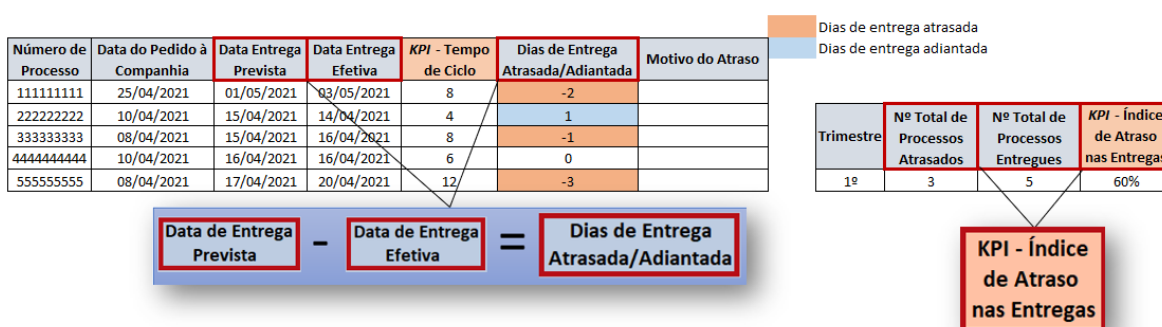 Dias de entrega atrasada
Dias de entrega adiantada
Número de Processo | Data do Pedido à Companhia | Data Entrega Prevista | Data Entrega Efetiva | KPI - Tempo de Ciclo | Dias de Entrega Atrasada/Adiantada | Motivo do Atraso
111111111 | 25/04/2021 | 01/05/2021 | 03/05/2021 | 8 | -2
222222222 | 10/04/2021 | 15/04/2021 | 14/04/2021 | 4 | 1
333333333 | 08/04/2021 | 15/04/2021 | 16/04/2021 | 8 | -1
4444444444 | 10/04/2021 | 16/04/2021 | 16/04/2021 | 6 | 0
555555555 | 08/04/2021 | 17/04/2021 | 20/04/2021 | 12 | -3
Trimestre | Nº Total de Processos Atrasados | Nº Total de Processos Entregues | KPI - Índice de Atraso nas Entregas
1º | 3 | 5 | 60%
Data de Entrega Prevista - Data de Entrega Efetiva = Dias de Entrega Atrasada/Adiantada
KPI - Índice
de Atraso
nas Entregas